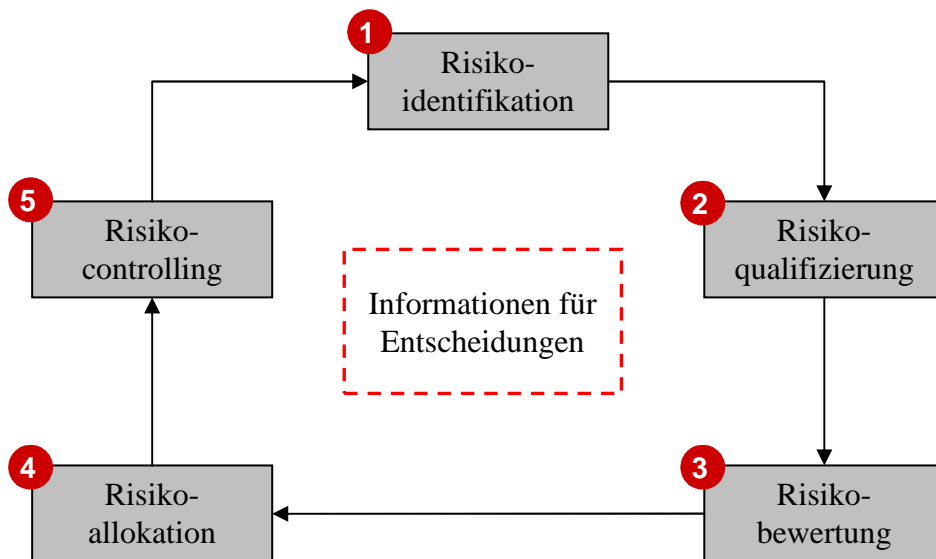 1
Risiko-
identifikation
2
Risiko-
qualifizierung
3
Risiko-
bewertung
4
Risiko-
allokation
5
Risiko-
controlling
Informationen für
Entscheidungen